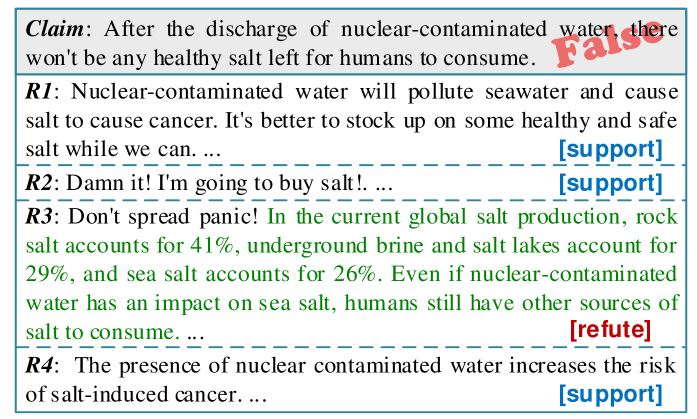 Claim: After the discharge of nuclear-contaminated water, there
won't be any healthy salt left for humans to consume.
False
R1: Nuclear-contaminated water will pollute seawater and cause
salt to cause cancer. It's better to stock up on some healthy and safe
salt while we can. ... [support]
R2: Damn it! I'm going to buy salt!. ... [support]
R3: Don't spread panic! In the current global salt production, rock
salt accounts for 41%, underground brine and salt lakes account for
29%, and sea salt accounts for 26%. Even if nuclear-contaminated
water has an impact on sea salt, humans still have other sources of
salt to consume. ... [refute]
R4: The presence of nuclear contaminated water increases the risk
of salt-induced cancer. ... [support]